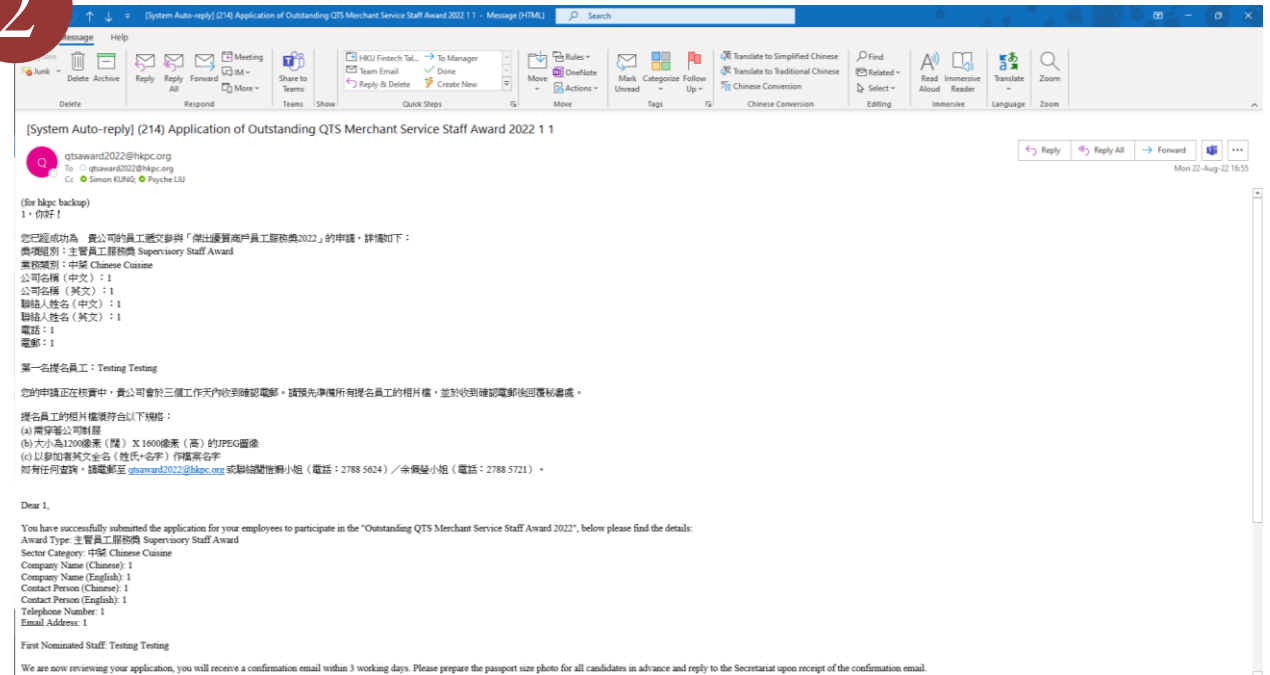 2
[System Auto-reply] (214) Application of Outstanding QTS Merchant Service Staff Award 2022 1 1 - Message (HTML)
Search
Message Help
Junk
Delete
Archive
Reply
Reply All
Forward
Meeting
IM
More
Share to Teams
HKU Fintech Tal...
To Manager
Team Email
Done
Reply & Delete
Create New
Move
Rules
OneNote
Actions
Mark Unread
Categorize
Follow Up
Translate to Simplified Chinese
Translate to Traditional Chinese
Chinese Conversion
Find
Related
Select
Read Aloud
Immersive Reader
Translate
Zoom
Delete
Respond
Teams
Show
Quick Steps
Move
Tags
Chinese Conversion
Editing
Immersive
Language
Zoom
[System Auto-reply] (214) Application of Outstanding QTS Merchant Service Staff Award 2022 1 1
Q
qtsaward2022@hkpc.org
To qtsaward2022@hkpc.org
Cc Simon KUNG; Psyche LIU
Reply
Reply All
Forward
...
Mon 22-Aug-22 16:55
(for hkpc backup)
1,你好!
您已經成功為 貴公司的員工遞交參與「傑出優質商戶員工服務獎2022」的申請,詳情如下:
獎項組別:主管員工服務獎 Supervisory Staff Award
業務類別:中菜 Chinese Cuisine
公司名稱(中文):1
公司名稱(英文):1
聯絡人姓名(中文):1
聯絡人姓名(英文):1
電話:1
電郵:1
第一名提名員工:Testing Testing
您的申請正在核實中,貴公司會於三個工作天內收到確認電郵。請預先準備所有提名員工的相片檔,並於收到確認電郵後回覆秘書處。
提名員工的相片檔須符合以下規格:
(a) 需穿着公司制服
(b) 大小為1200像素(闊) X 1600像素(高)的JPEG圖像
(c) 以參加者英文全名(姓氏+名字)作檔案名字
如有任何查詢,請電郵至 qtsaward2022@hkpc.org 或聯絡關愷鵬小姐(電話:2788 5624)/余佩瑩小姐(電話:2788 5721)。
Dear 1,
You have successfully submitted the application for your employees to participate in the "Outstanding QTS Merchant Service Staff Award 2022", below please find the details:
Award Type: 主管員工服務獎 Supervisory Staff Award
Sector Category: 中菜 Chinese Cuisine
Company Name (Chinese): 1
Company Name (English): 1
Contact Person (Chinese): 1
Contact Person (English): 1
Telephone Number: 1
Email Address: 1
First Nominated Staff: Testing Testing
We are now reviewing your application, you will receive a confirmation email within 3 working days. Please prepare the passport size photo for all candidates in advance and reply to the Secretariat upon receipt of the confirmation email.